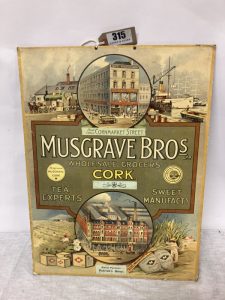 315
CORNMARKET STREET
MUSGRAVE BROS
WHOLESALE GROCERS
CORK
TEA
EXPERTS
SWEET
MANUFACTS